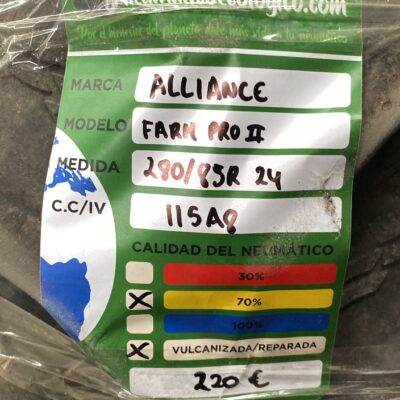 Por el bienestar del planeta dale más vida a tu neumático
MARCA ALLIANCE
MODELO FARM PRO II
MEDIDA 280/85R 24
C.C/IV 115A8
CALIDAD DEL NEUMÁTICO
30%
X 70%
100%
X VULCANIZADA/REPARADA
220 €